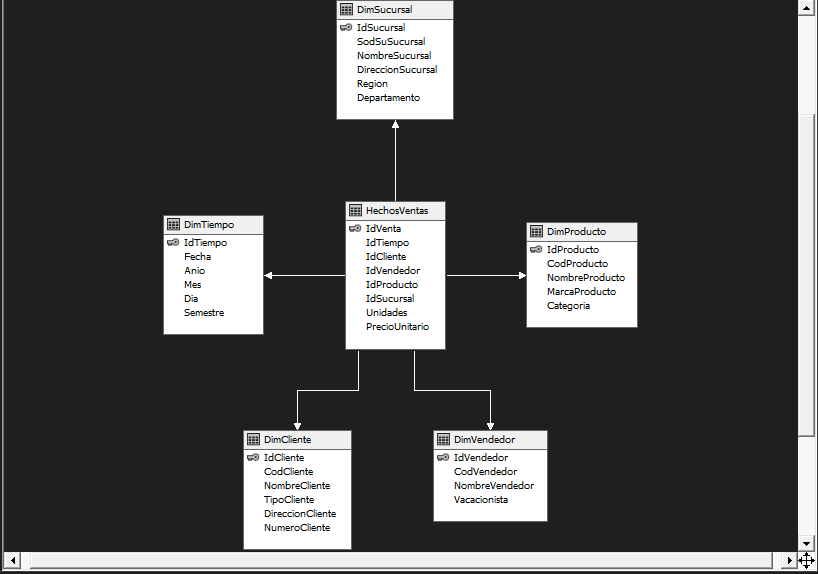 DimSucursal
IdSucursal
SodSuSucursal
NombreSucursal
DireccionSucursal
Region
Departamento
DimTiempo
IdTiempo
Fecha
Anio
Mes
Dia
Semestre
HechosVentas
IdVenta
IdTiempo
IdCliente
IdVendedor
IdProducto
IdSucursal
Unidades
PrecioUnitario
DimProducto
IdProducto
CodProducto
NombreProducto
MarcaProducto
Categoria
DimCliente
IdCliente
CodCliente
NombreCliente
TipoCliente
DireccionCliente
NumeroCliente
DimVendedor
IdVendedor
CodVendedor
NombreVendedor
Vacacionista